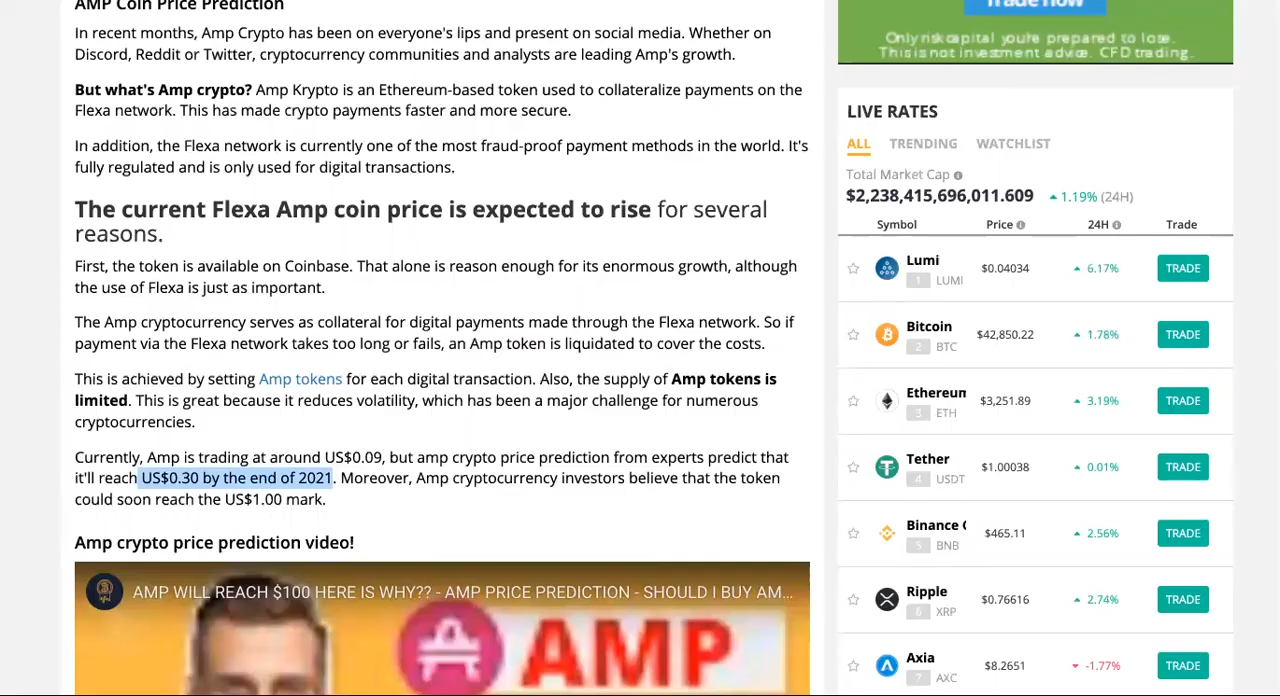 AMP Coin Price Prediction
In recent months, Amp Crypto has been on everyone's lips and present on social media. Whether on
Discord, Reddit or Twitter, cryptocurrency communities and analysts are leading Amp's growth.
But what's Amp crypto? Amp Krypto is an Ethereum-based token used to collateralize payments on the
Flexa network. This has made crypto payments faster and more secure.
In addition, the Flexa network is currently one of the most fraud-proof payment methods in the world. It's
fully regulated and is only used for digital transactions.
The current Flexa Amp coin price is expected to rise for several
reasons.
First, the token is available on Coinbase. That alone is reason enough for its enormous growth, although
the use of Flexa is just as important.
The Amp cryptocurrency serves as collateral for digital payments made through the Flexa network. So if
payment via the Flexa network takes too long or fails, an Amp token is liquidated to cover the costs.
This is achieved by setting Amp tokens for each digital transaction. Also, the supply of Amp tokens is
limited. This is great because it reduces volatility, which has been a major challenge for numerous
cryptocurrencies.
Currently, Amp is trading at around US$0.09, but amp crypto price prediction from experts predict that
it'll reach US$0.30 by the end of 2021. Moreover, Amp cryptocurrency investors believe that the token
could soon reach the US$1.00 mark.
Amp crypto price prediction video!
AMP WILL REACH $100 HERE IS WHY?? - AMP PRICE PREDICTION - SHOULD I BUY AM...
AMP
Trade now
Only risk capital you're prepared to lose.
This is not investment advice. CFD trading.
LIVE RATES
ALL TRENDING WATCHLIST
Total Market Cap
$2,238,415,696,011.609 1.19% (24H)
Symbol Price 24H Trade
Lumi
1 LUMI $0.04034 6.17% TRADE
Bitcoin
2 BTC $42,850.22 1.78% TRADE
Ethereum
3 ETH $3,251.89 3.19% TRADE
Tether
4 USDT $1.00038 0.01% TRADE
Binance C
5 BNB $465.11 2.56% TRADE
Ripple
6 XRP $0.76616 2.74% TRADE
Axia
7 AXC $8.2651 -1.77% TRADE